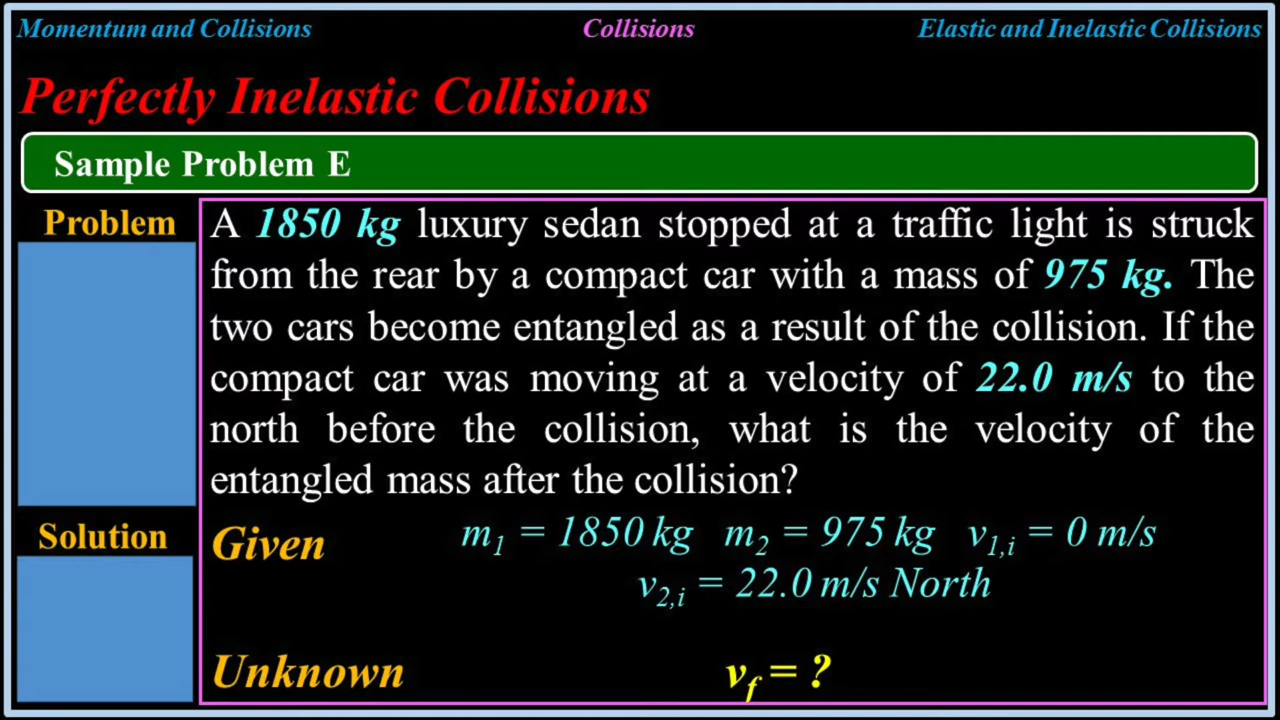 Momentum and Collisions
Collisions
Elastic and Inelastic Collisions
Perfectly Inelastic Collisions
Sample Problem E
Problem
A 1850 kg luxury sedan stopped at a traffic light is struck
from the rear by a compact car with a mass of 975 kg. The
two cars become entangled as a result of the collision. If the
compact car was moving at a velocity of 22.0 m/s to the
north before the collision, what is the velocity of the
entangled mass after the collision?
Solution
Given
m₁ = 1850 kg m₂ = 975 kg v₁,ᵢ = 0 m/s
v₂,ᵢ = 22.0 m/s North
Unknown
v_f = ?